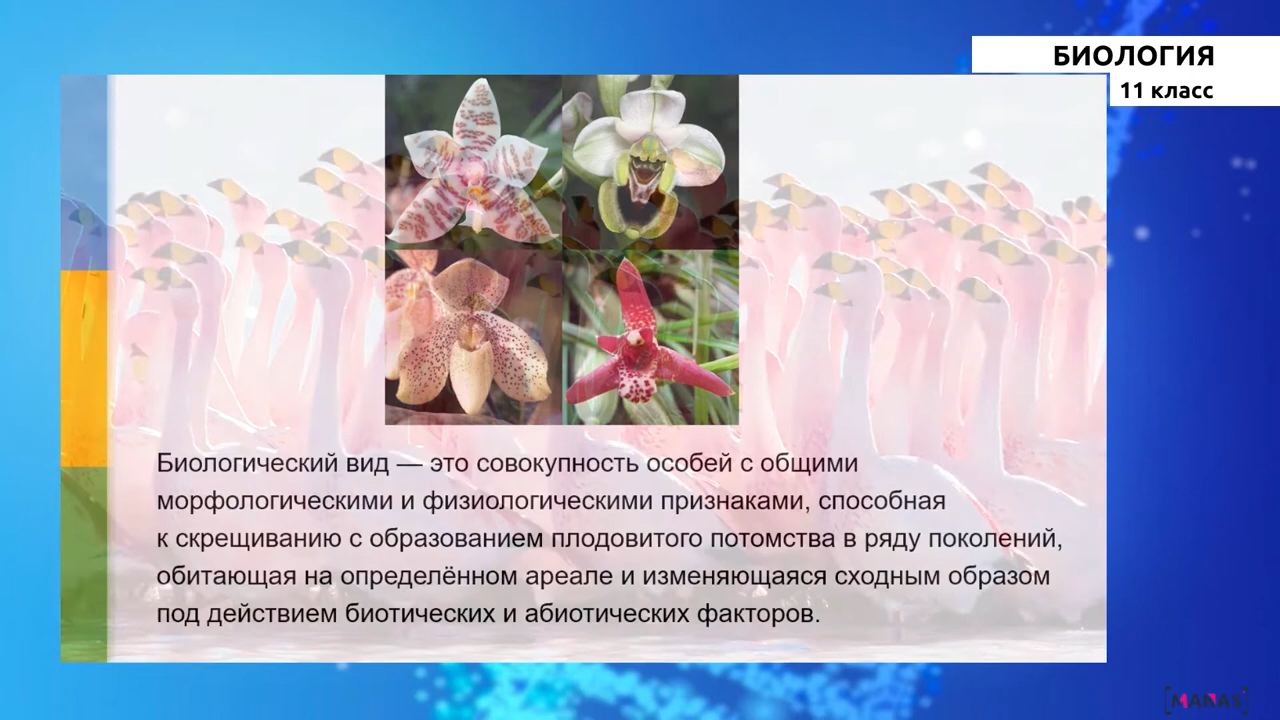 БИОЛОГИЯ
11 класс
Биологический вид — это совокупность особей с общими
морфологическими и физиологическими признаками, способная
к скрещиванию с образованием плодовитого потомства в ряду поколений,
обитающая на определённом ареале и изменяющаяся сходным образом
под действием биотических и абиотических факторов.
MANAS